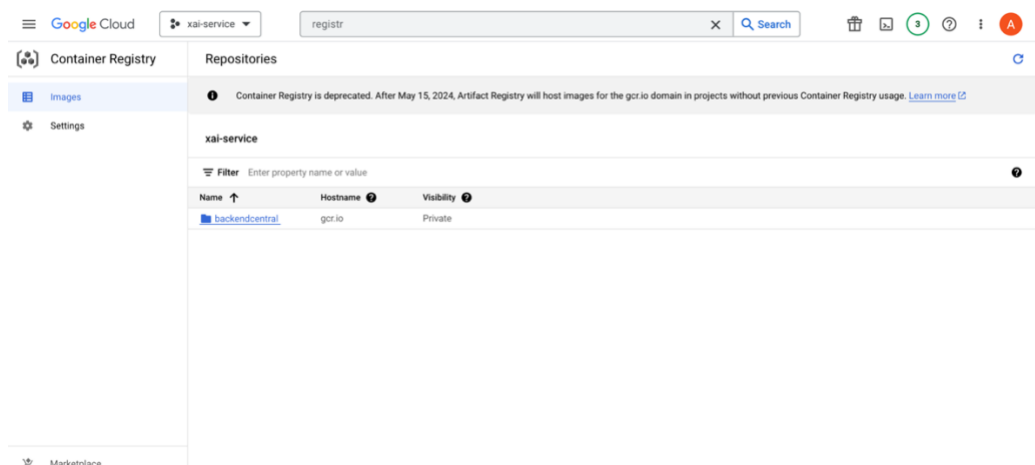 Google Cloud
xai-service
registr
Search
3
A
Container Registry
Repositories
Images
Settings
Container Registry is deprecated. After May 15, 2024, Artifact Registry will host images for the gcr.io domain in projects without previous Container Registry usage. Learn more
xai-service
Filter Enter property name or value
Name Hostname Visibility
backendcentral gcr.io Private
Marketplace